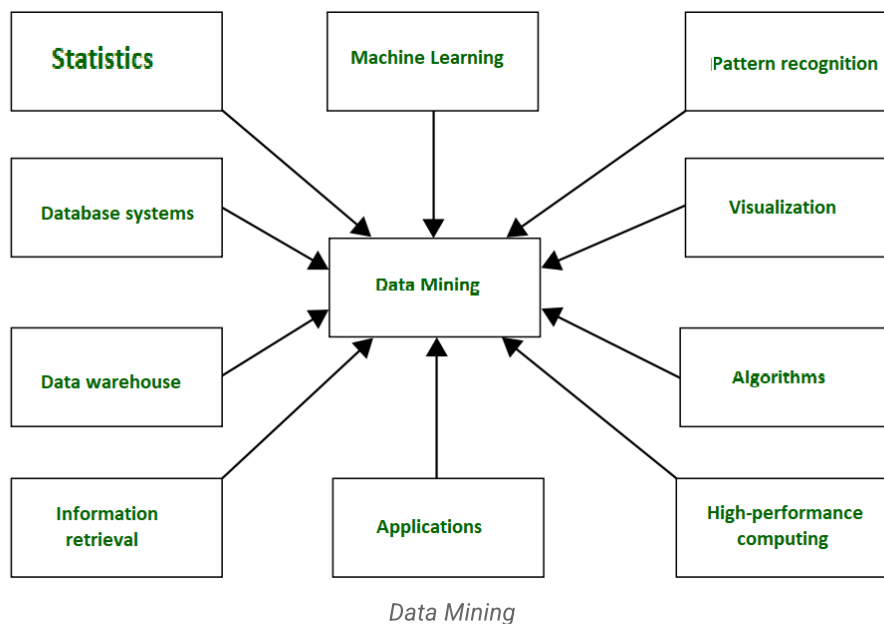 Statistics
Machine Learning
Pattern recognition
Database systems
Visualization
Data Mining
Data warehouse
Algorithms
Information
retrieval
Applications
High-performance
computing
Data Mining